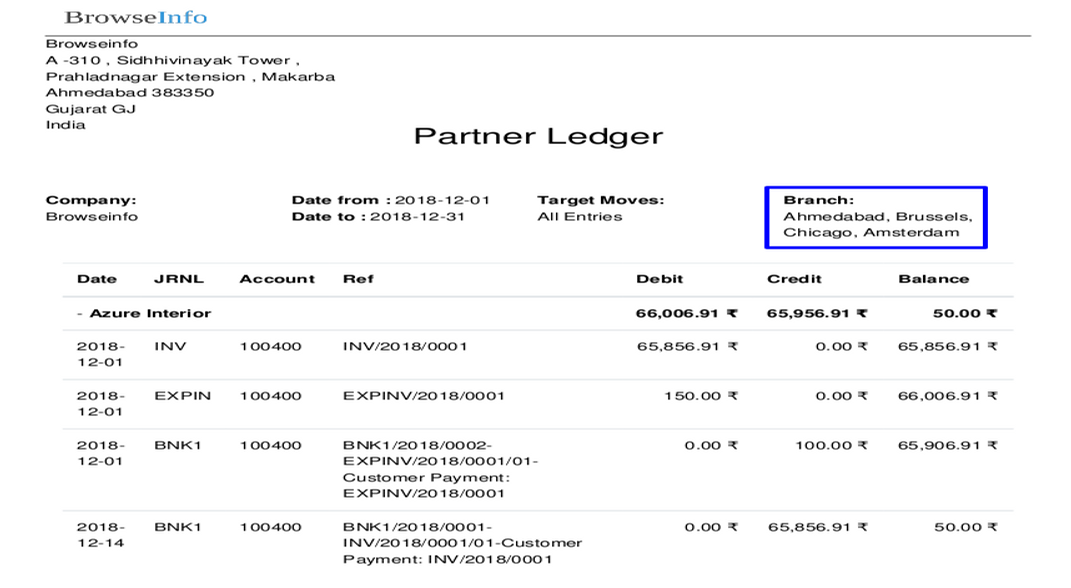 BrowseInfo
Browseinfo
A -310 , Sidhhivinayak Tower ,
Prahladnagar Extension , Makarba
Ahmedabad 383350
Gujarat GJ
India
Partner Ledger
Company: Date from : 2018-12-01 Target Moves: Branch:
Browseinfo Date to : 2018-12-31 All Entries Ahmedabad, Brussels,
Chicago, Amsterdam
Date JRNL Account Ref Debit Credit Balance
- Azure Interior 66,006.91 ₹ 65,956.91 ₹ 50.00 ₹
2018- INV 100400 INV/2018/0001 65,856.91 ₹ 0.00 ₹ 65,856.91 ₹
12-01
2018- EXPIN 100400 EXPINV/2018/0001 150.00 ₹ 0.00 ₹ 66,006.91 ₹
12-01
2018- BNK1 100400 BNK1/2018/0002- 0.00 ₹ 100.00 ₹ 65,906.91 ₹
12-01 EXPINV/2018/0001/01-
Customer Payment:
EXPINV/2018/0001
2018- BNK1 100400 BNK1/2018/0001- 0.00 ₹ 65,856.91 ₹ 50.00 ₹
12-14 INV/2018/0001/01-Customer
Payment: INV/2018/0001